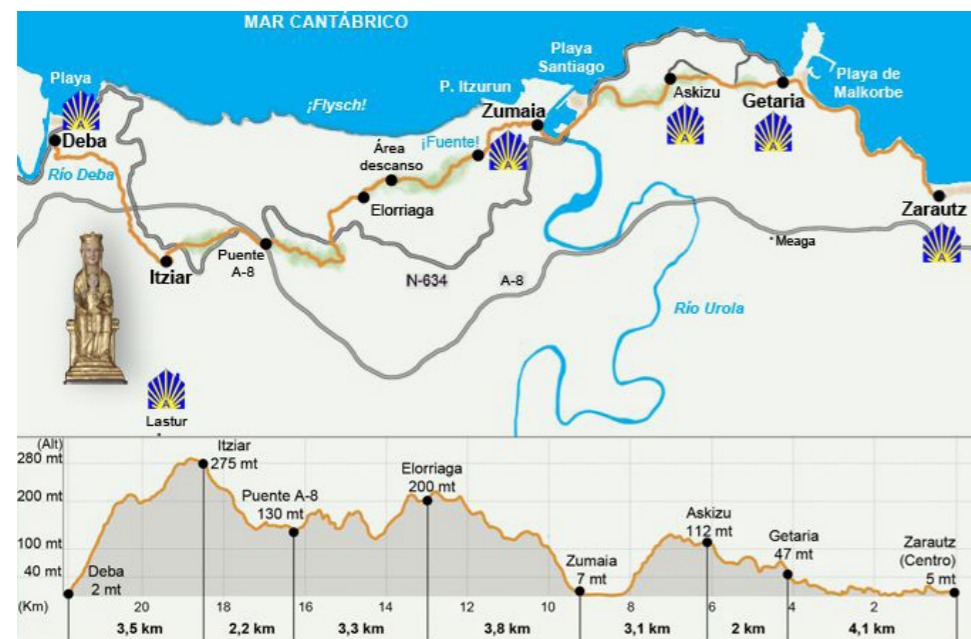 MAR CANTÁBRICO
Playa
Santiago
Playa
P. Itzurun
Playa de
Malkorbe
¡Flysch!
Zumaia
Askizu
Getaria
A
Deba
¡Fuente!
A
A
A
Área
descanso
Río Deba
Elorriaga
Zarautz
Puente
A-8
Meaga
A
Itziar
N-634
A-8
Río Urola
A
Lastur
(Alt)
280 mt
200 mt
100 mt
40 mt
(Km)
Itziar
275 mt
Puente A-8
130 mt
Elorriaga
200 mt
Askizu
112 mt
Getaria
47 mt
Zarautz
(Centro)
5 mt
Deba
2 mt
Zumaia
7 mt
20 18 16 14 12 10 8 6 4 2
3,5 km 2,2 km 3,3 km 3,8 km 3,1 km 2 km 4,1 km